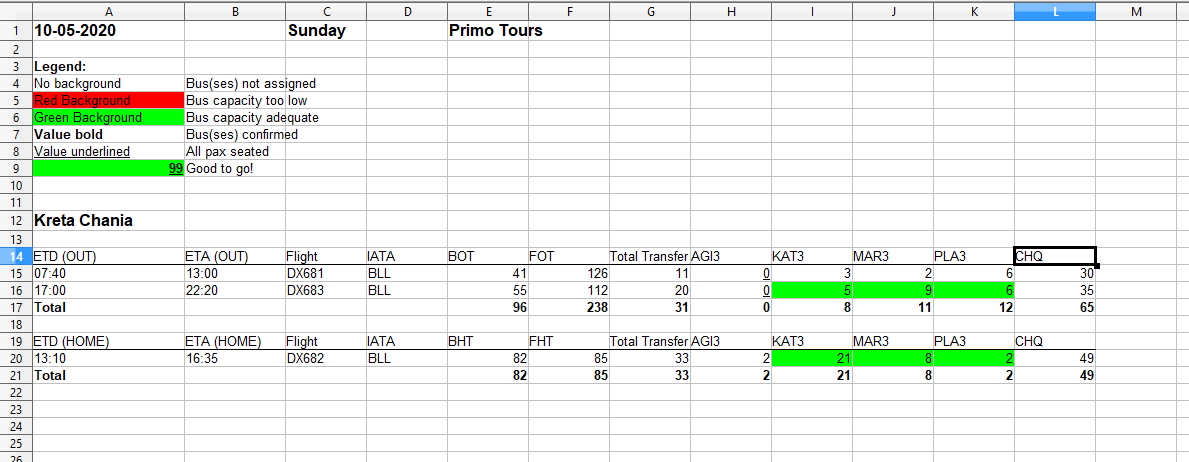 A B C D E F G H I J K L M
1 10-05-2020 Sunday Primo Tours
2
3 Legend:
4 No background Bus(ses) not assigned
5 Red Background Bus capacity too low
6 Green Background Bus capacity adequate
7 Value bold Bus(ses) confirmed
8 Value underlined All pax seated
9 99 Good to go!
10
11
12 Kreta Chania
13
14 ETD (OUT) ETA (OUT) Flight IATA BOT FOT Total Transfer AGI3 KAT3 MAR3 PLA3 CHQ
15 07:40 13:00 DX681 BLL 41 126 11 0 3 2 6 30
16 17:00 22:20 DX683 BLL 55 112 20 0 5 9 6 35
17 Total 96 238 31 0 8 11 12 65
18
19 ETD (HOME) ETA (HOME) Flight IATA BHT FHT Total Transfer AGI3 KAT3 MAR3 PLA3 CHQ
20 13:10 16:35 DX682 BLL 82 85 33 2 21 8 2 49
21 Total 82 85 33 2 21 8 2 49
22
23
24
25
26